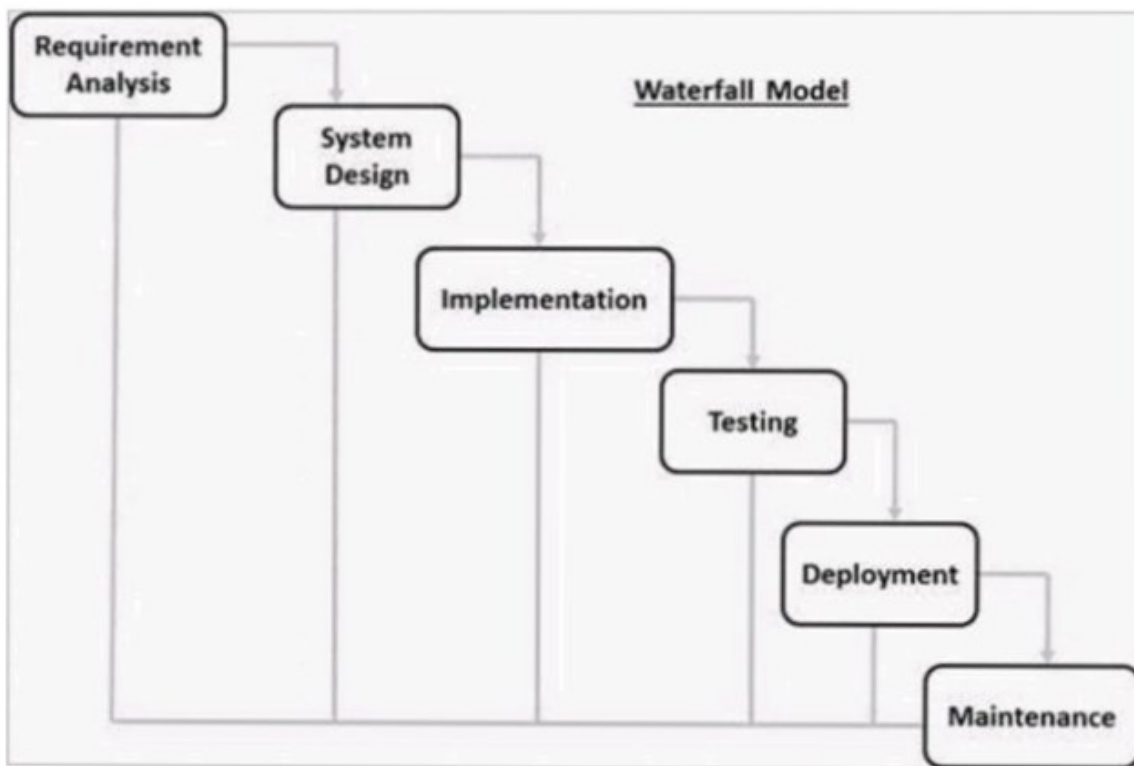 Requirement
Analysis
Waterfall Model
System
Design
Implementation
Testing
Deployment
Maintenance